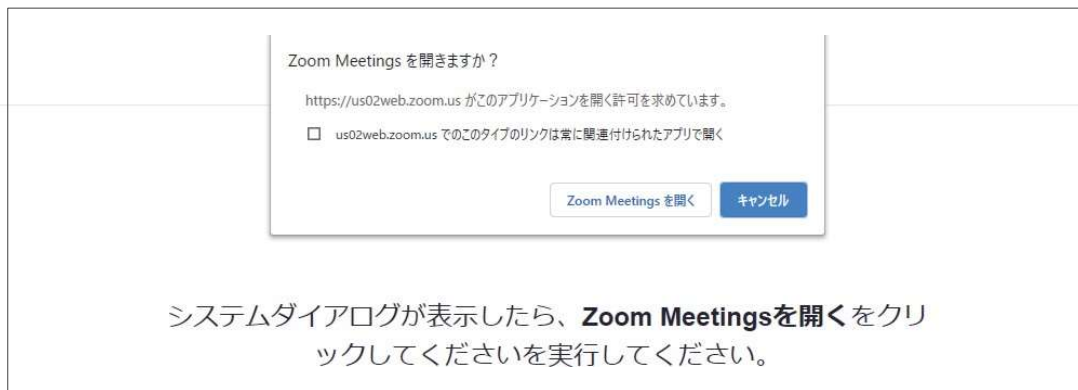 Zoom Meetings を開きますか？
https://us02web.zoom.us がこのアプリケーションを開く許可を求めています。
us02web.zoom.us でのこのタイプのリンクは常に関連付けられたアプリで開く
Zoom Meetings を開く キャンセル
システムダイアログが表示したら、Zoom Meetingsを開くをクリ
ックしてくださいを実行してください。